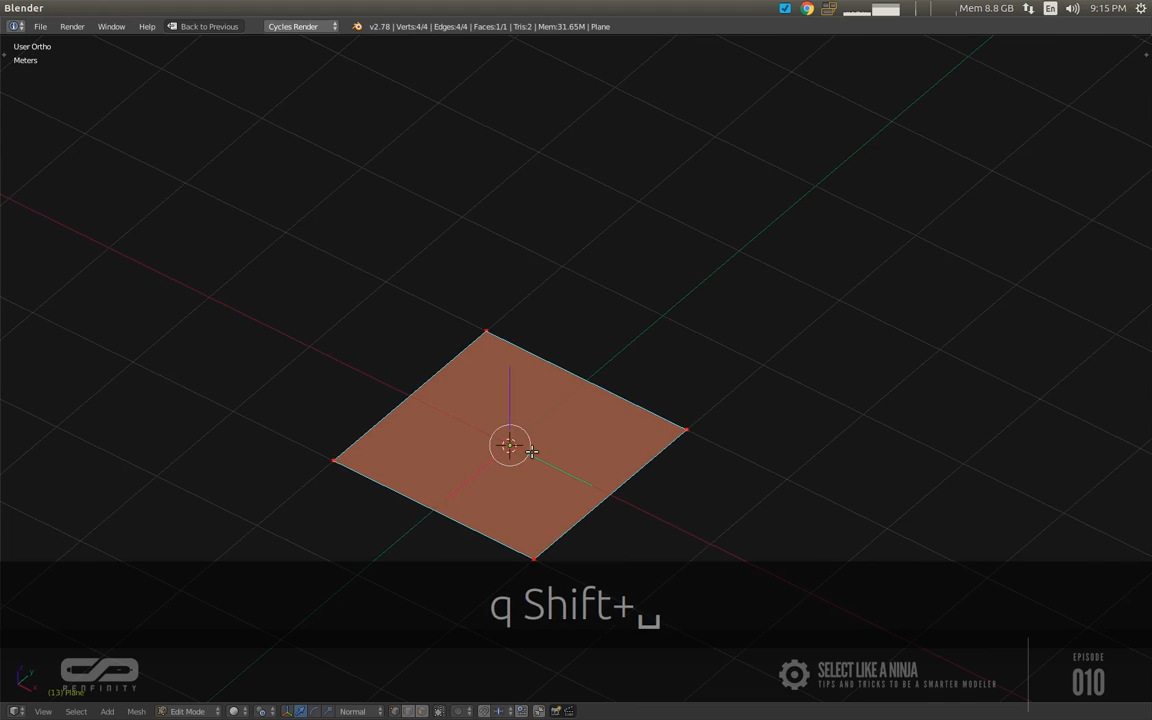 Blender
Mem 8.8 GB En 9:15 PM
File Render Window Help Back to Previous Cycles Render v2.78 | Verts:4/4 | Edges:4/4 | Faces:1/1 | Tris:2 | Mem:31.65M | Plane
User Ortho
Meters
q Shift+␣
PENFINITY
(13) Plane
SELECT LIKE A NINJA
TIPS AND TRICKS TO BE A SMARTER MODELER
EPISODE
010
View Select Add Mesh Edit Mode Normal